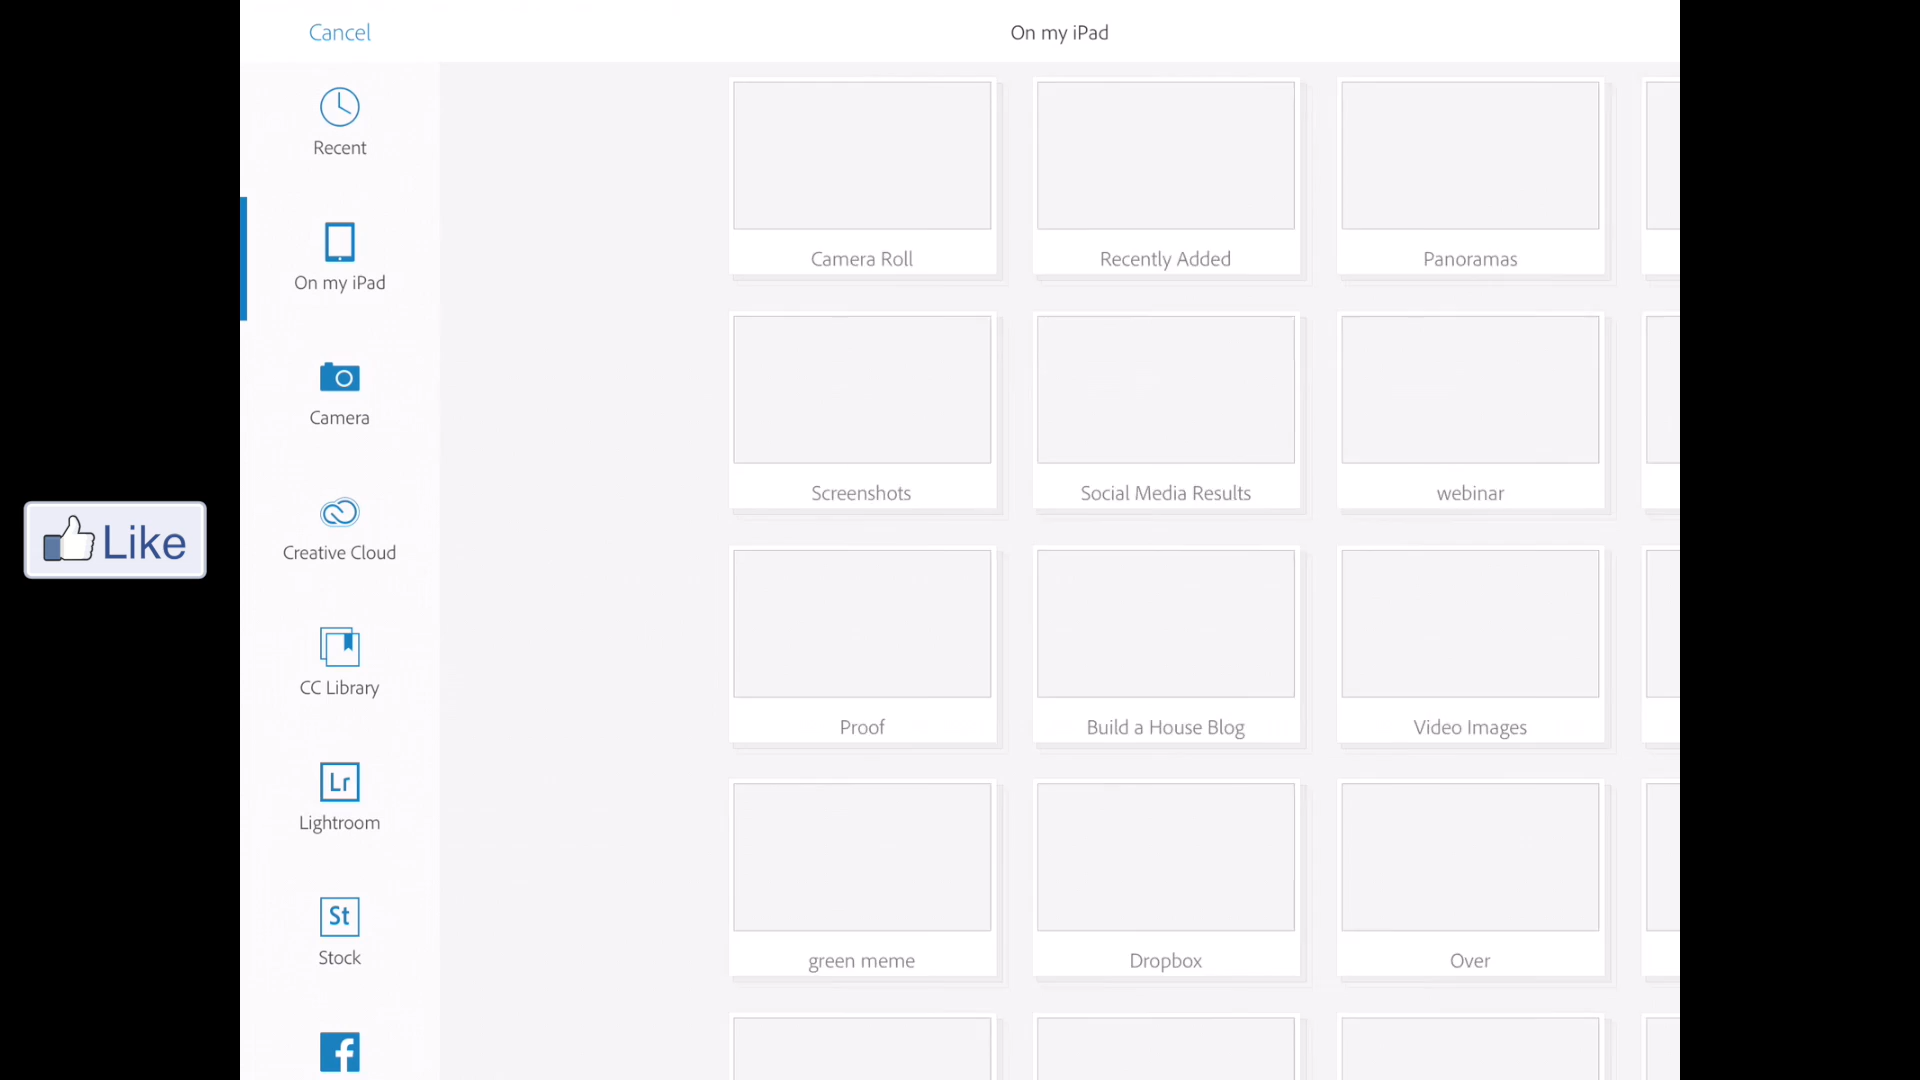 Cancel
On my iPad
Recent
On my iPad
Camera
Creative Cloud
CC Library
Lr
Lightroom
St
Stock
f
Camera Roll
Recently Added
Panoramas
Screenshots
Social Media Results
webinar
Proof
Build a House Blog
Video Images
green meme
Dropbox
Over
Like